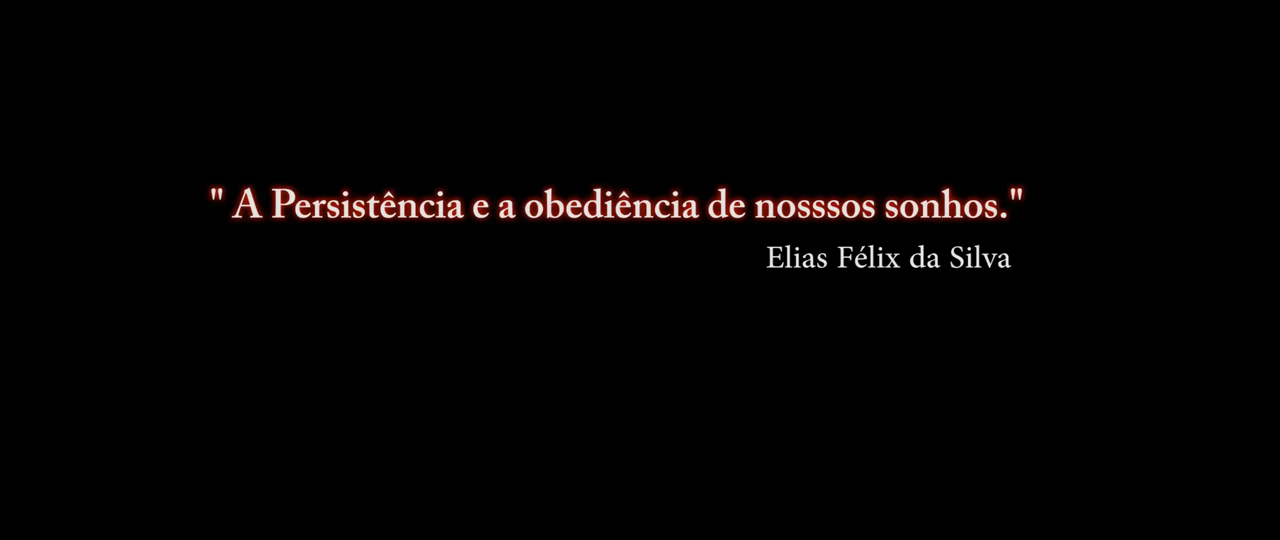 " A Persistência e a obediência de nosssos sonhos."
Elias Félix da Silva